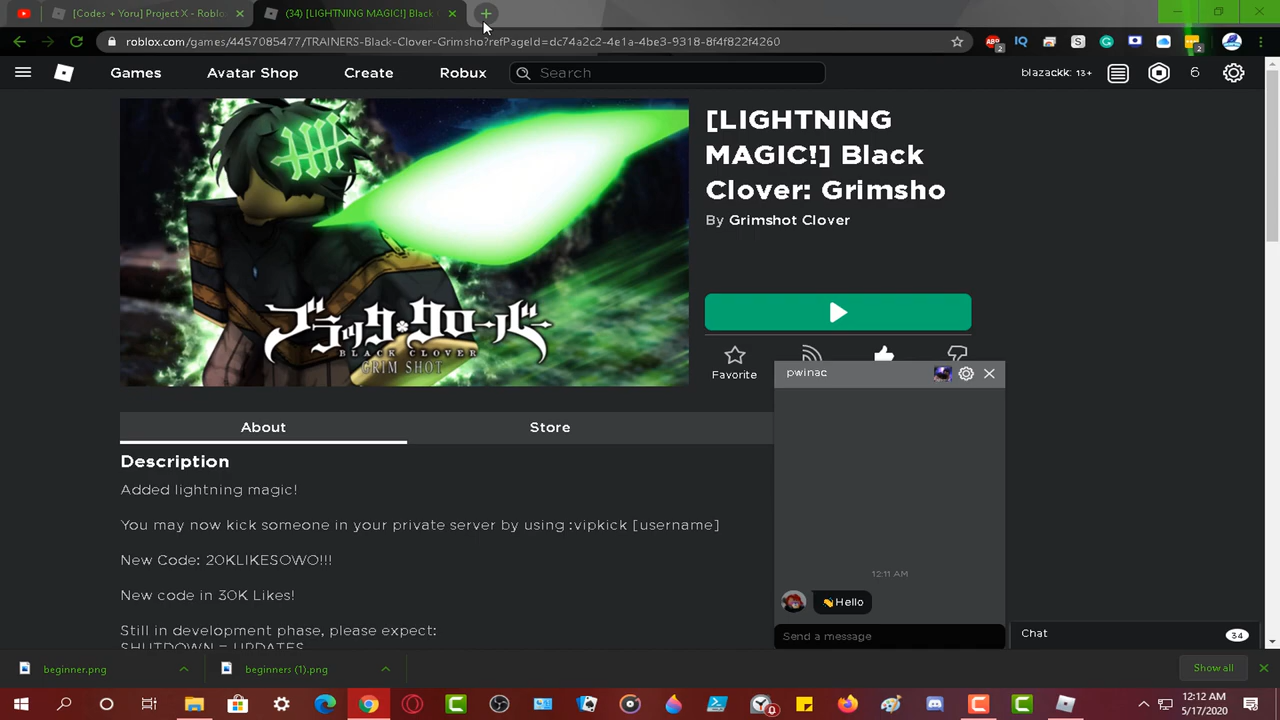 [Codes + Yoru] Project X - Roblo
(34) [LIGHTNING MAGIC!] Black C
roblox.com/games/4457085477/TRAINERS-Black-Clover-Grimsho?refPageId=dc74a2c2-4e1a-4be3-9318-8f4f822f4260
Games
Avatar Shop
Create
Robux
Search
blazackk: 13+
6
[LIGHTNING
MAGIC!] Black
Clover: Grimsho
By Grimshot Clover
ブラック・クローバー
BLACK CLOVER
GRIM SHOT
Favorite
pwinac
About
Store
Description
Added lightning magic!
You may now kick someone in your private server by using :vipkick [username]
New Code: 20KLIKESOWO!!!
New code in 30K Likes!
Still in development phase, please expect:
SHUTDOWN = UPDATES
12:11 AM
👋Hello
Send a message
Chat
34
beginner.png
beginners (1).png
Show all
12:12 AM
5/17/2020